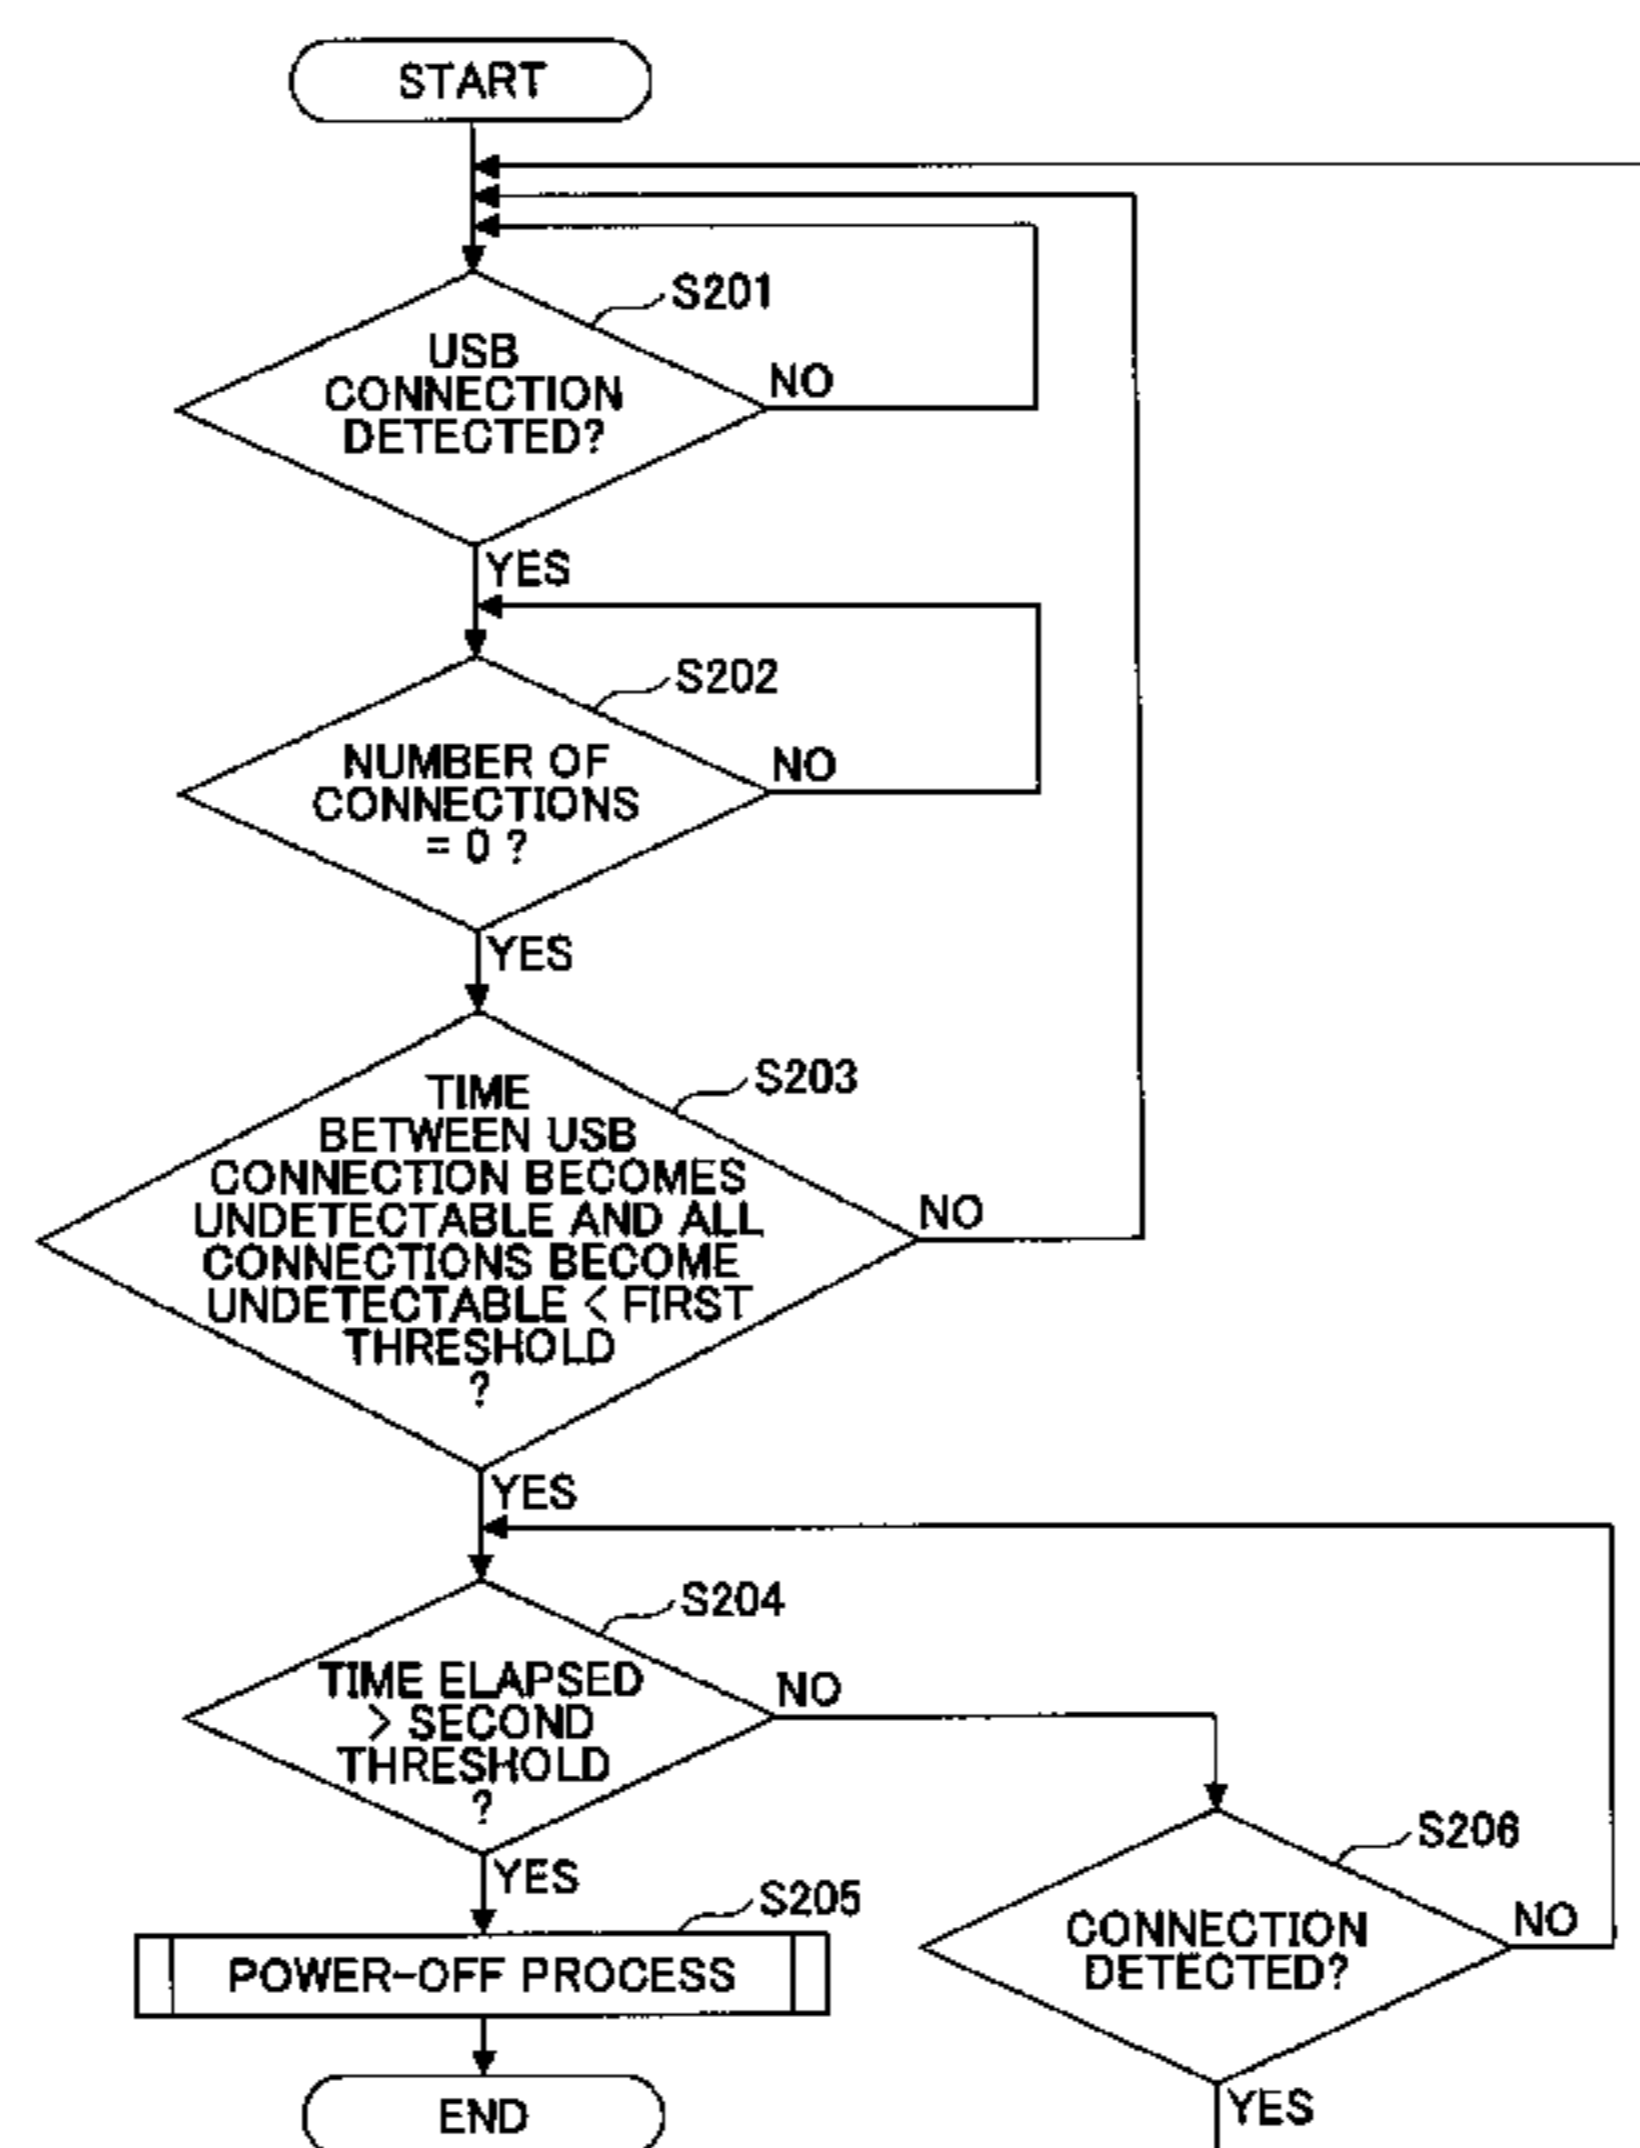 START
S201
USB
CONNECTION
DETECTED?
NO
YES
S202
NUMBER OF
CONNECTIONS
= 0 ?
NO
YES
S203
TIME
BETWEEN USB
CONNECTION BECOMES
UNDETECTABLE AND ALL
CONNECTIONS BECOME
UNDETECTABLE < FIRST
THRESHOLD
?
NO
YES
S204
TIME ELAPSED
> SECOND
THRESHOLD
?
NO
YES
S205
POWER-OFF PROCESS
END
S206
CONNECTION
DETECTED?
NO
YES